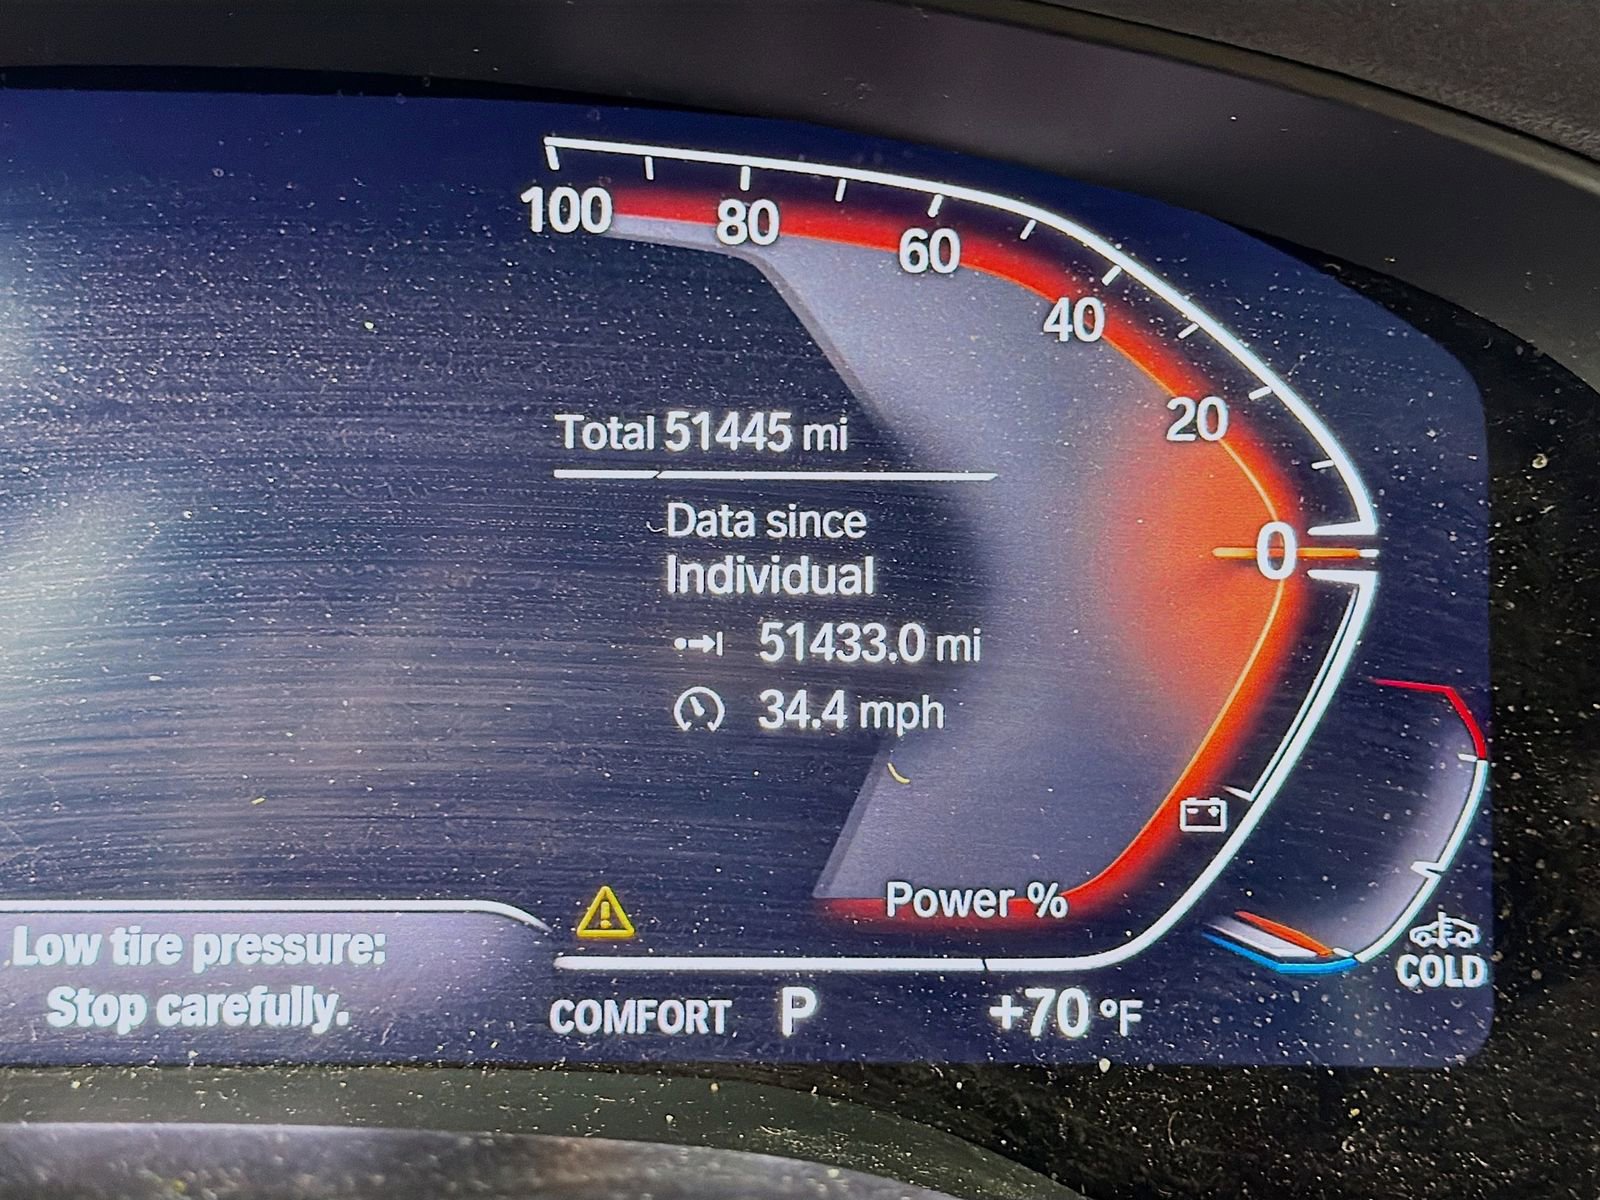 100
80
60
40
20
0
Total 51445 mi
Data since
Individual
51433.0 mi
34.4 mph
Power %
Low tire pressure:
Stop carefully.
COMFORT P +70 °F
COLD